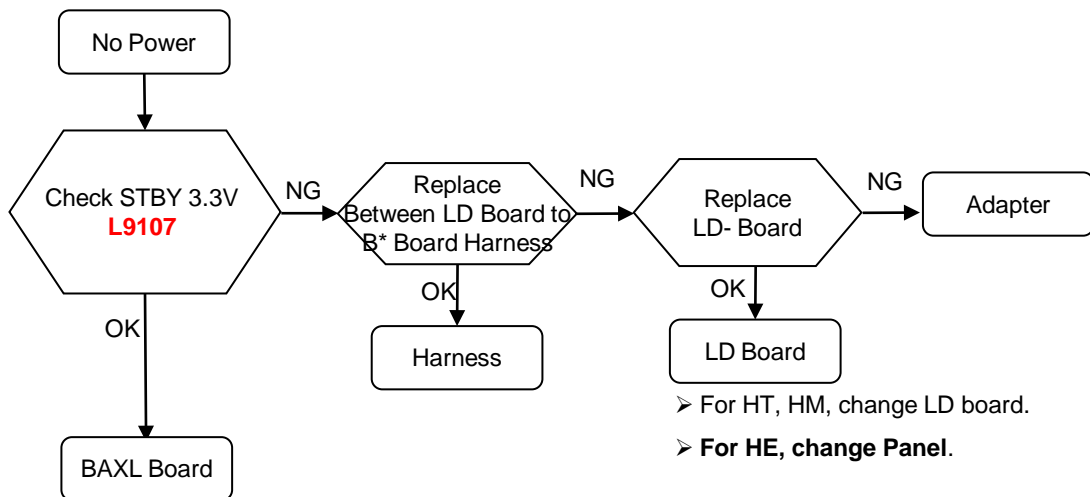 No Power
Check STBY 3.3V
L9107
NG
Replace
Between LD Board to
B* Board Harness
NG
Replace
LD- Board
NG
Adapter
OK
OK
OK
Harness
LD Board
➢ For HT, HM, change LD board.
➢ For HE, change Panel.
BAXL Board